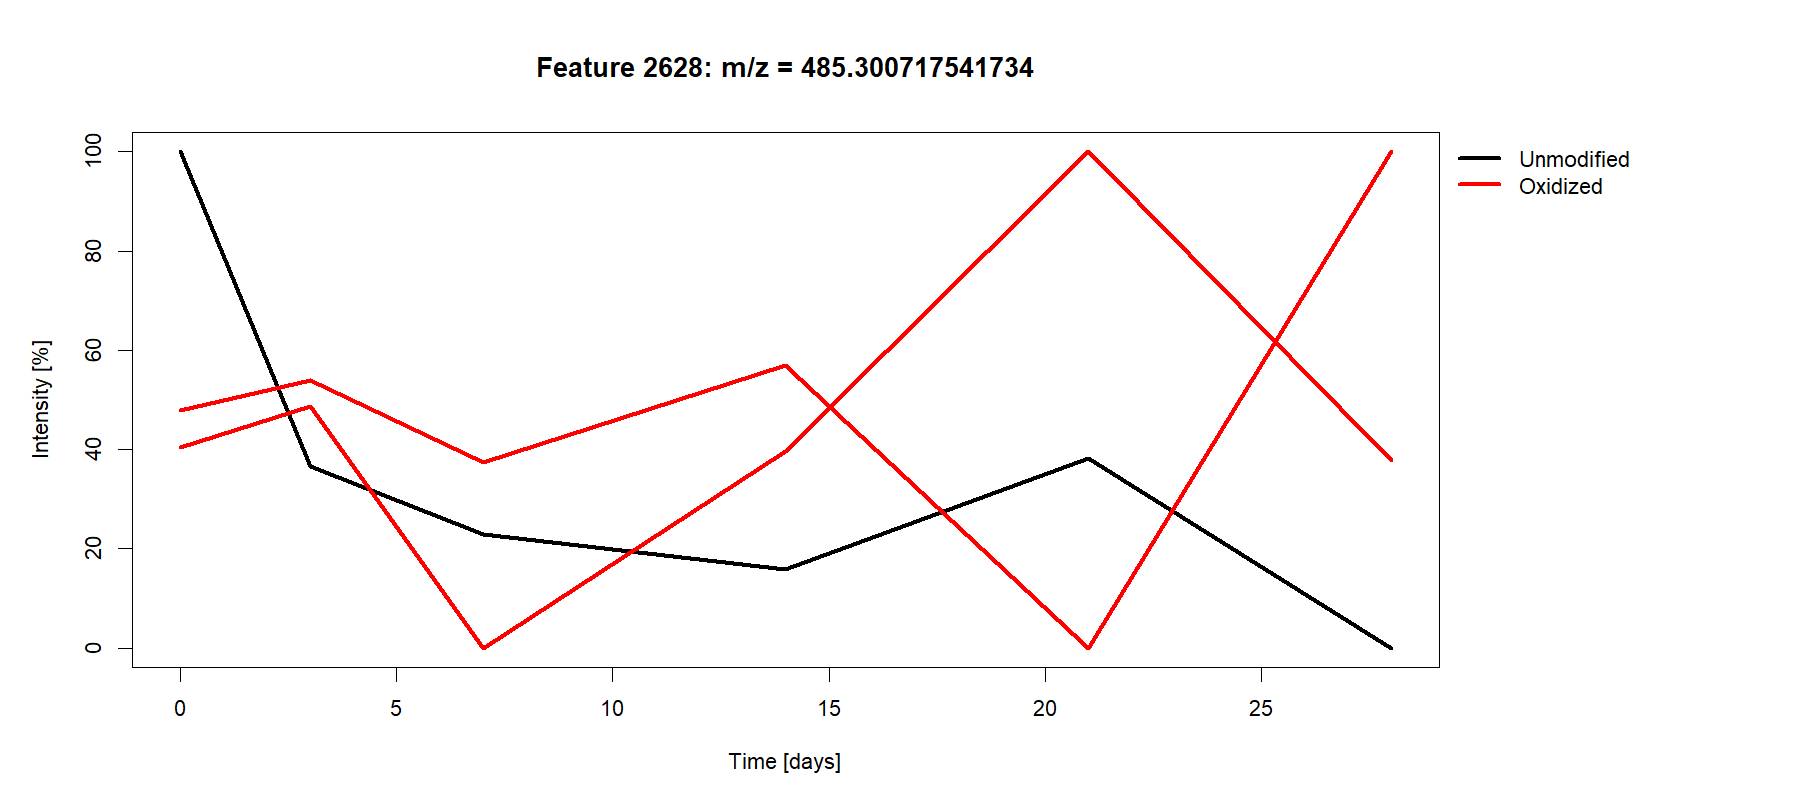 Feature 2628: m/z = 485.300717541734
Unmodified
Oxidized
Intensity [%]
100
80
60
40
20
0
0 5 10 15 20 25
Time [days]